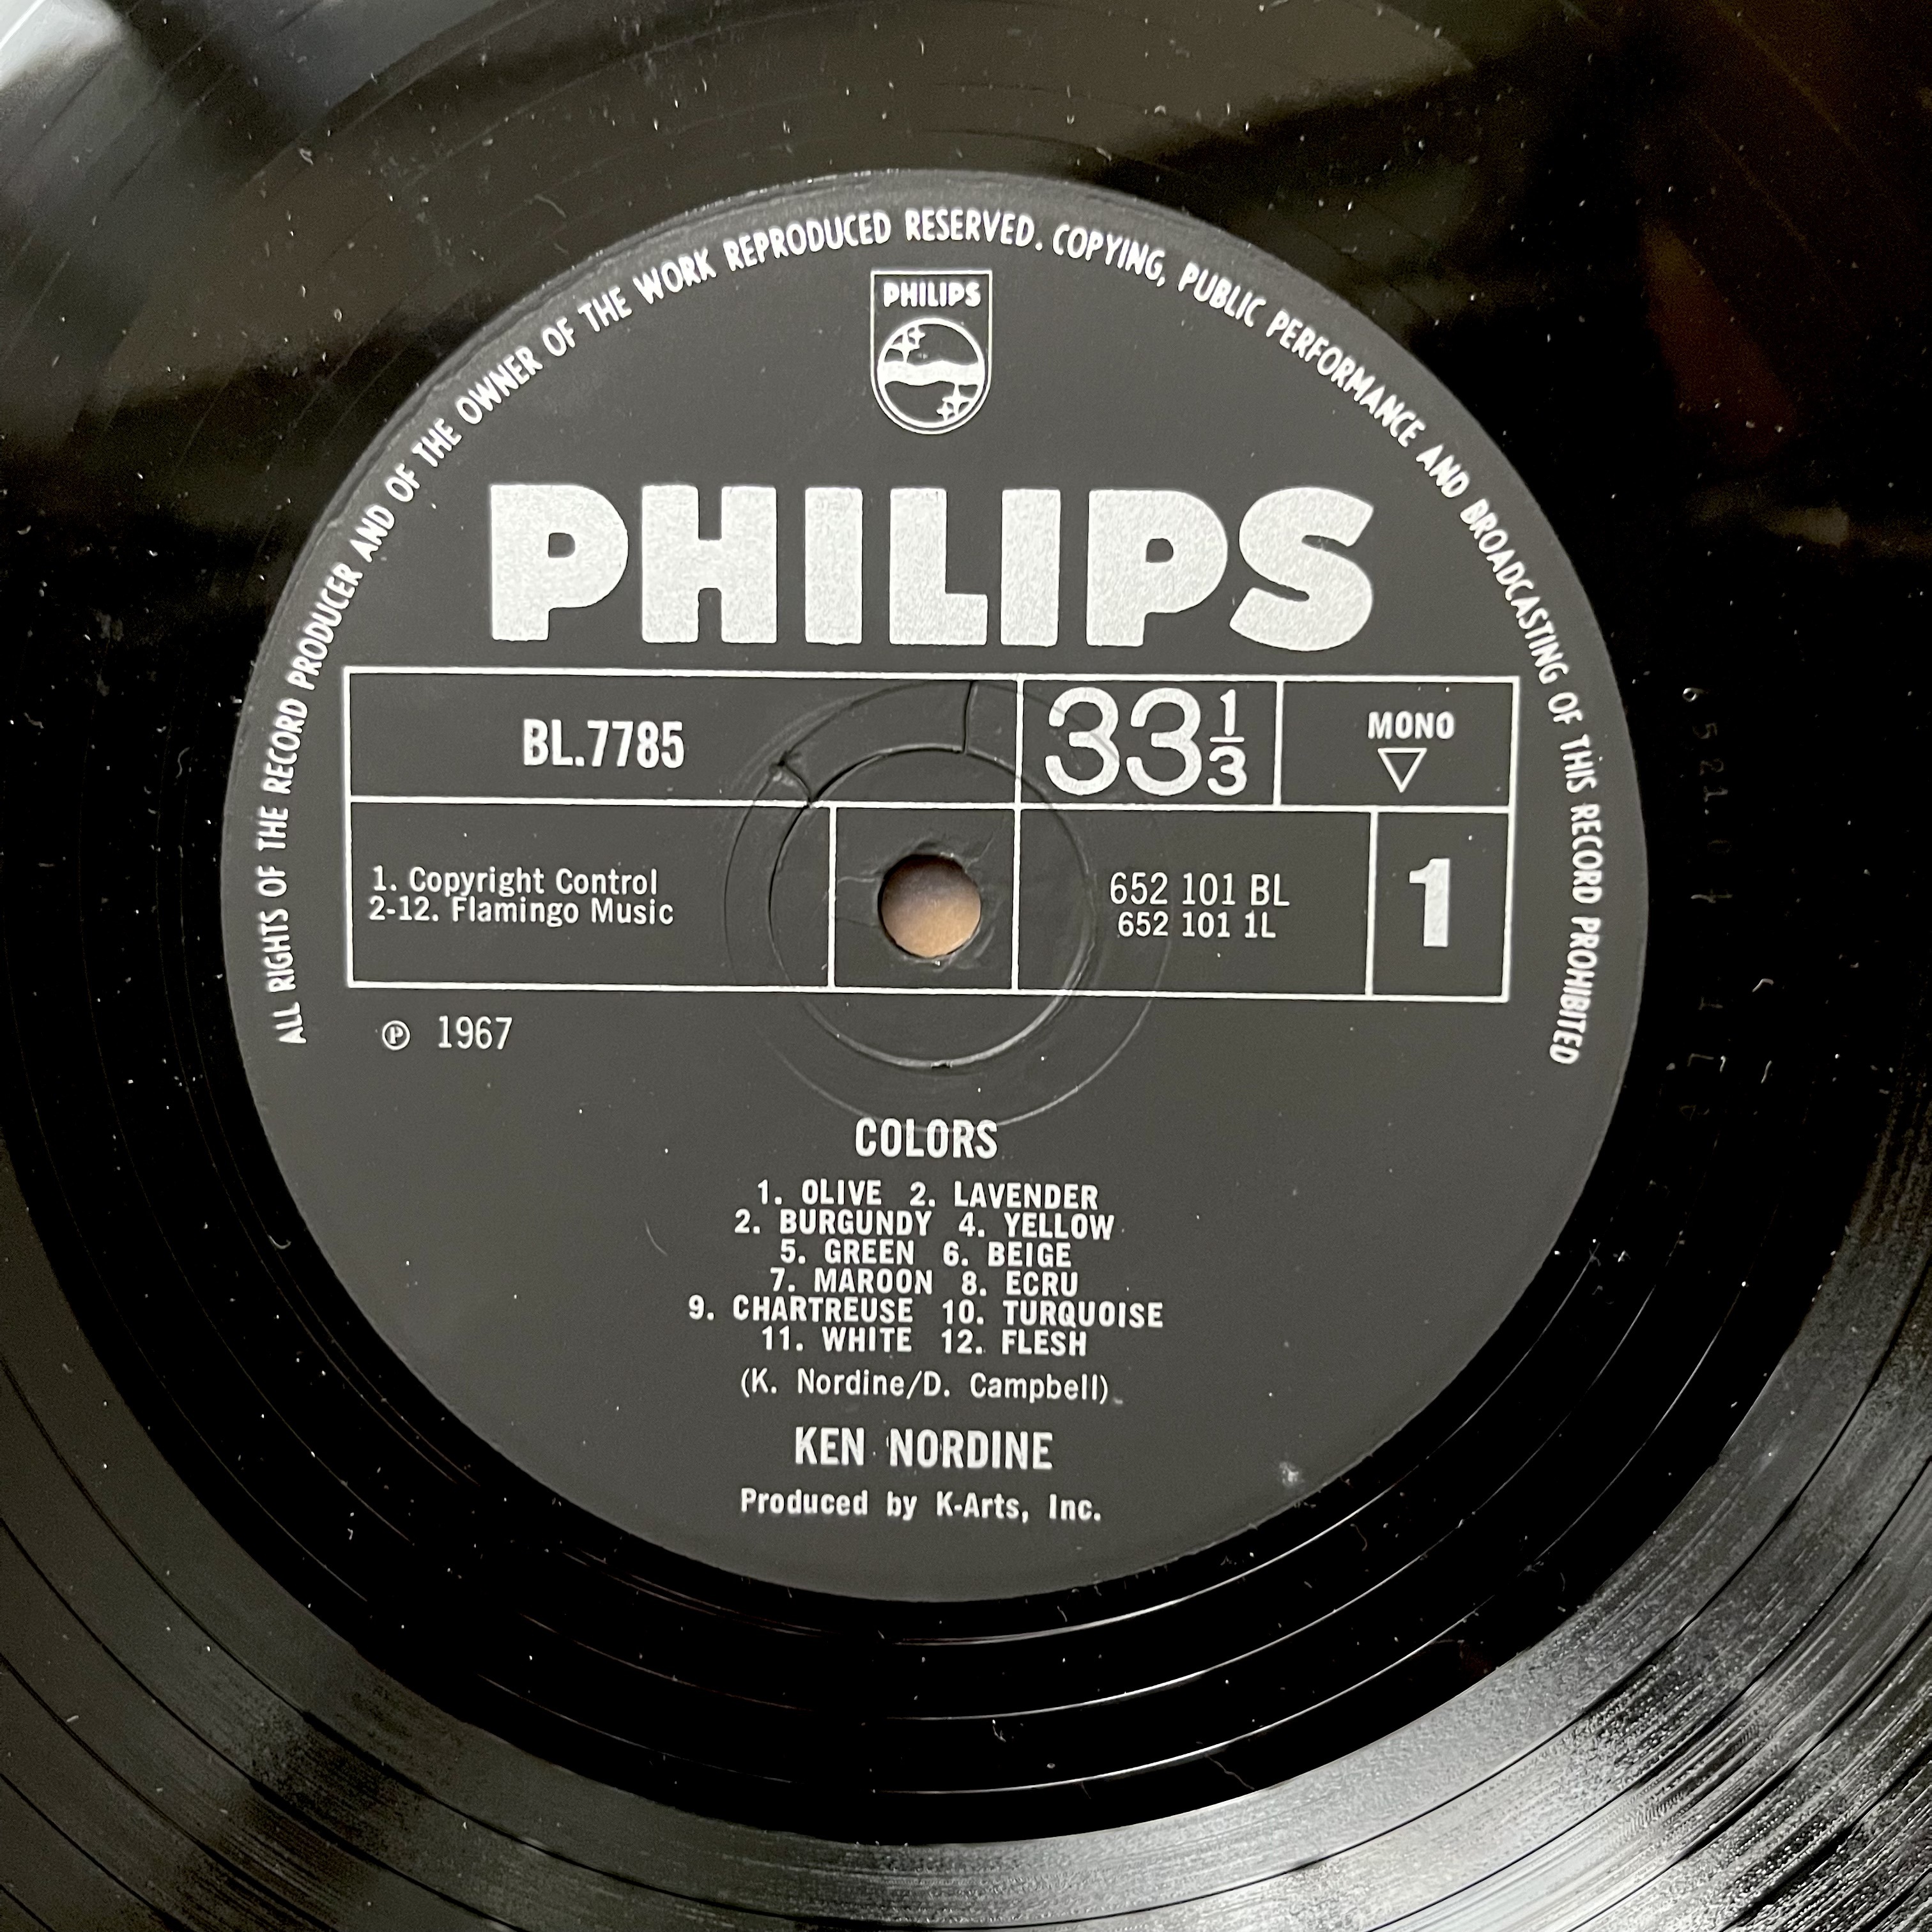 ALL RIGHTS OF THE RECORD PRODUCER AND OF THE OWNER OF THE WORK REPRODUCED RESERVED. COPYING, PUBLIC PERFORMANCE AND BROADCASTING OF THIS RECORD PROHIBITED
PHILIPS
PHILIPS
BL.7785
33 1/3
MONO
1. Copyright Control
2-12. Flamingo Music
652 101 BL
652 101 1L
1
℗ 1967
COLORS
1. OLIVE 2. LAVENDER
2. BURGUNDY 4. YELLOW
5. GREEN 6. BEIGE
7. MAROON 8. ECRU
9. CHARTREUSE 10. TURQUOISE
11. WHITE 12. FLESH
(K. Nordine/D. Campbell)
KEN NORDINE
Produced by K-Arts, Inc.